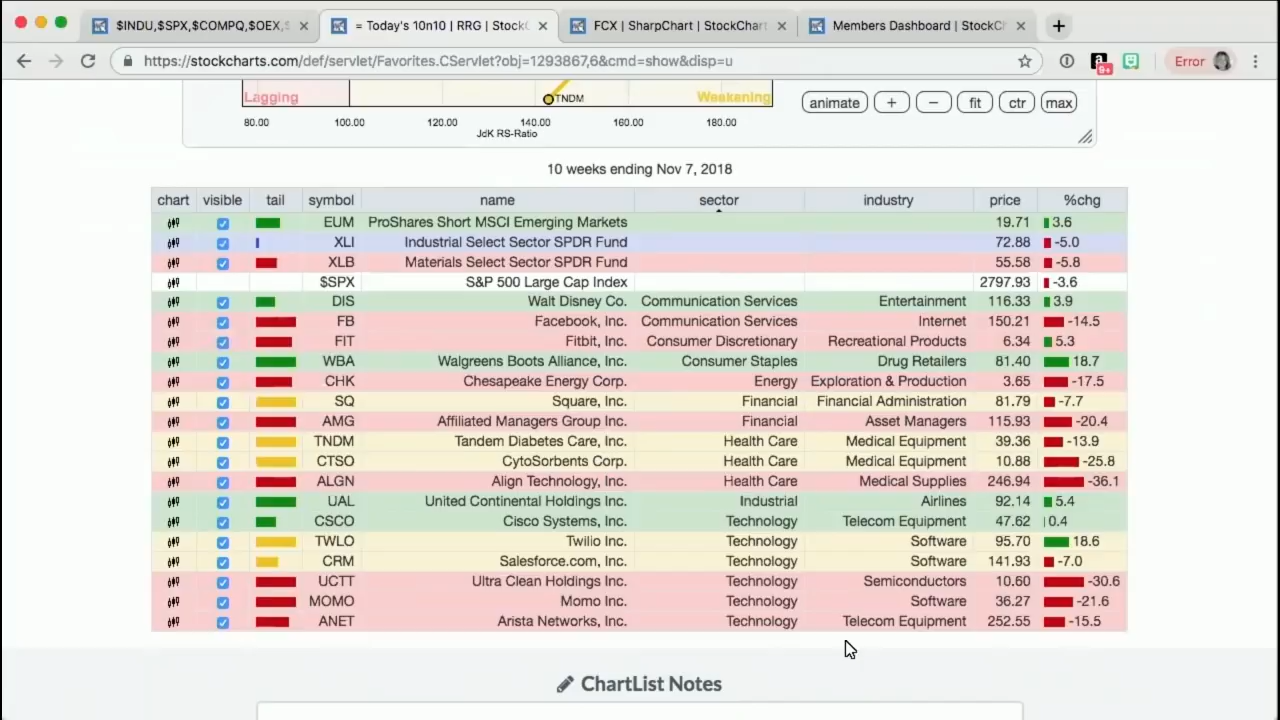 $INDU,$SPX,$COMPQ,$OEX,$ = Today's 10n10 | RRG | StockC FCX | SharpChart | StockChart Members Dashboard | StockCh
https://stockcharts.com/def/servlet/Favorites.CServlet?obj=1293867,6&cmd=show&disp=u 9+ Error
Lagging TNDM Weakening animate + − fit ctr max
80.00 100.00 120.00 140.00 160.00 180.00
JdK RS-Ratio
10 weeks ending Nov 7, 2018
chart visible tail symbol name sector industry price %chg
EUM ProShares Short MSCI Emerging Markets 19.71 3.6
XLI Industrial Select Sector SPDR Fund 72.88 -5.0
XLB Materials Select Sector SPDR Fund 55.58 -5.8
$SPX S&P 500 Large Cap Index 2797.93 -3.6
DIS Walt Disney Co. Communication Services Entertainment 116.33 3.9
FB Facebook, Inc. Communication Services Internet 150.21 -14.5
FIT Fitbit, Inc. Consumer Discretionary Recreational Products 6.34 5.3
WBA Walgreens Boots Alliance, Inc. Consumer Staples Drug Retailers 81.40 18.7
CHK Chesapeake Energy Corp. Energy Exploration & Production 3.65 -17.5
SQ Square, Inc. Financial Financial Administration 81.79 -7.7
AMG Affiliated Managers Group Inc. Financial Asset Managers 115.93 -20.4
TNDM Tandem Diabetes Care, Inc. Health Care Medical Equipment 39.36 -13.9
CTSO CytoSorbents Corp. Health Care Medical Equipment 10.88 -25.8
ALGN Align Technology, Inc. Health Care Medical Supplies 246.94 -36.1
UAL United Continental Holdings Inc. Industrial Airlines 92.14 5.4
CSCO Cisco Systems, Inc. Technology Telecom Equipment 47.62 0.4
TWLO Twilio Inc. Technology Software 95.70 18.6
CRM Salesforce.com, Inc. Technology Software 141.93 -7.0
UCTT Ultra Clean Holdings Inc. Technology Semiconductors 10.60 -30.6
MOMO Momo Inc. Technology Software 36.27 -21.6
ANET Arista Networks, Inc. Technology Telecom Equipment 252.55 -15.5
ChartList Notes